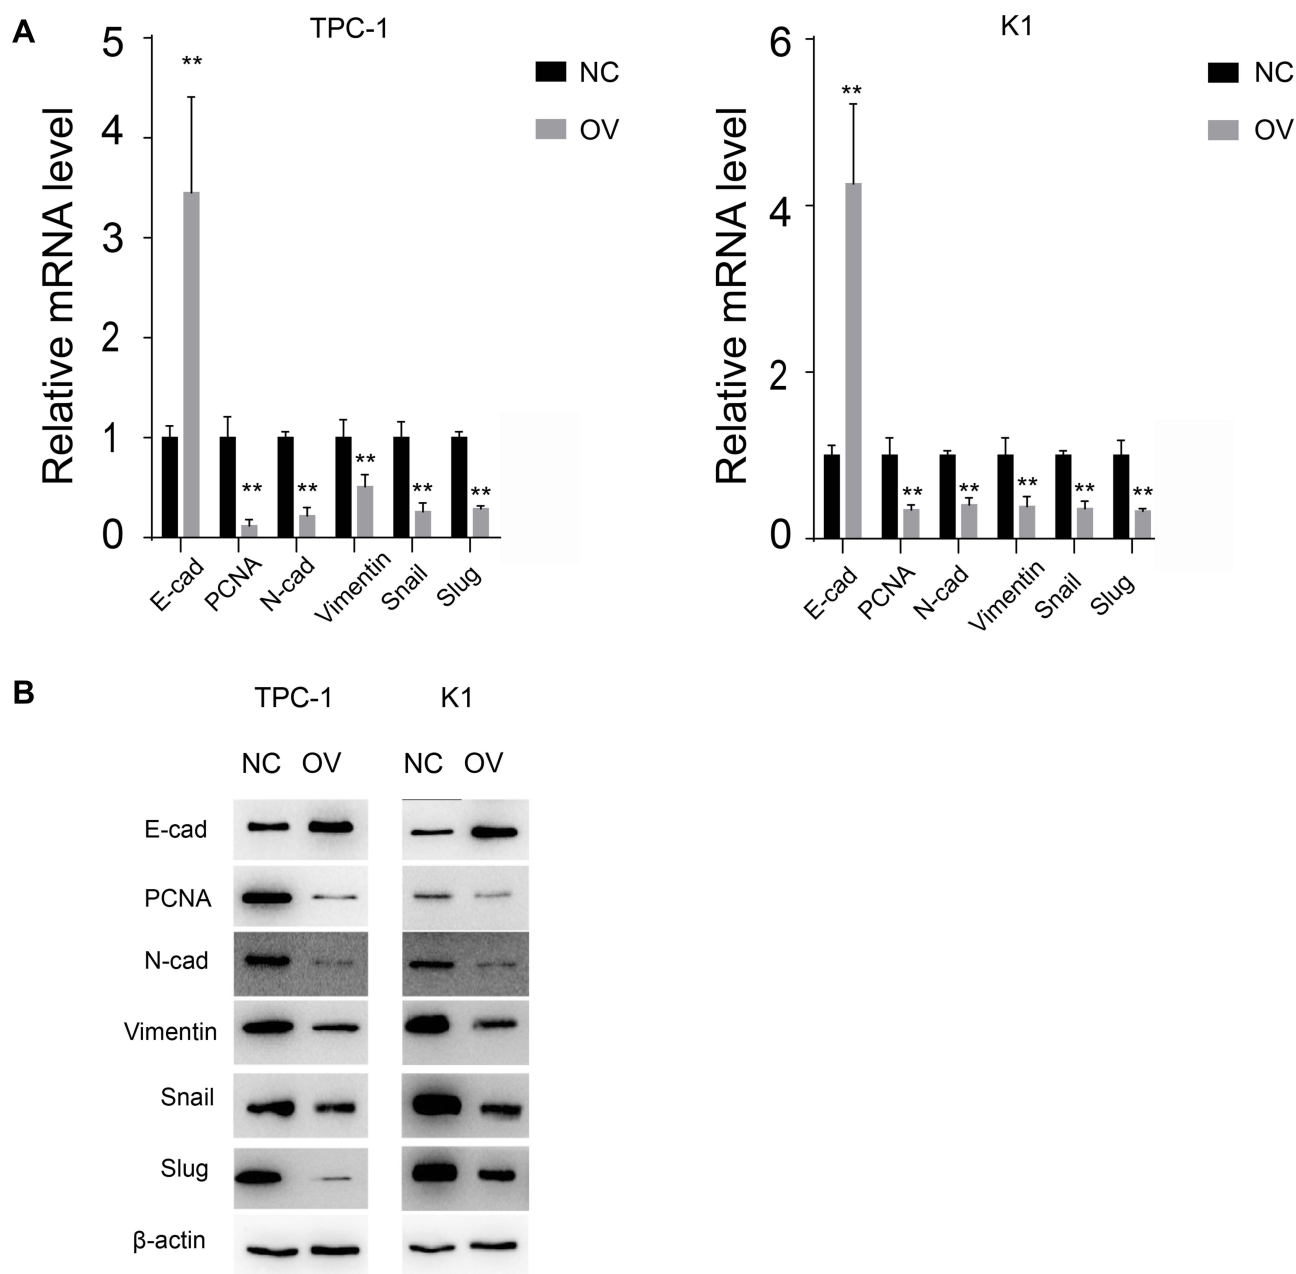 A
TPC-1
K1
NC
OV
NC
OV
Relative mRNA level
5
4
3
2
1
0
**
**
**
**
**
**
E-cad
PCNA
N-cad
Vimentin
Snail
Slug
Relative mRNA level
6
4
2
0
**
**
**
**
**
**
E-cad
PCNA
N-cad
Vimentin
Snail
Slug
B
TPC-1 K1
NC OV NC OV
E-cad
PCNA
N-cad
Vimentin
Snail
Slug
β-actin